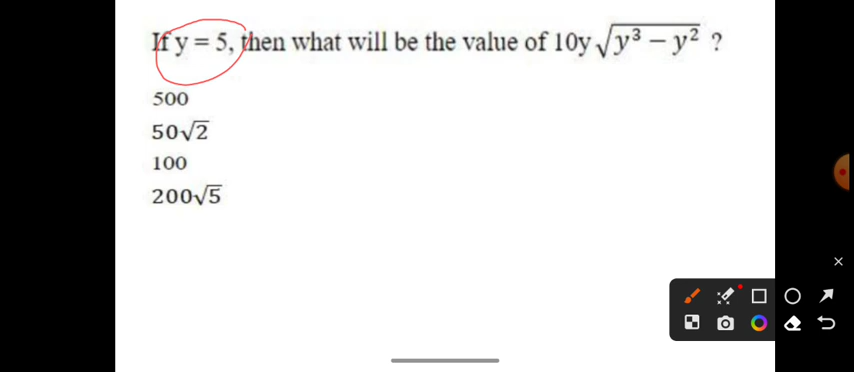 If y = 5, then what will be the value of 10y√(y³ – y²) ?
500
50√2
100
200√5